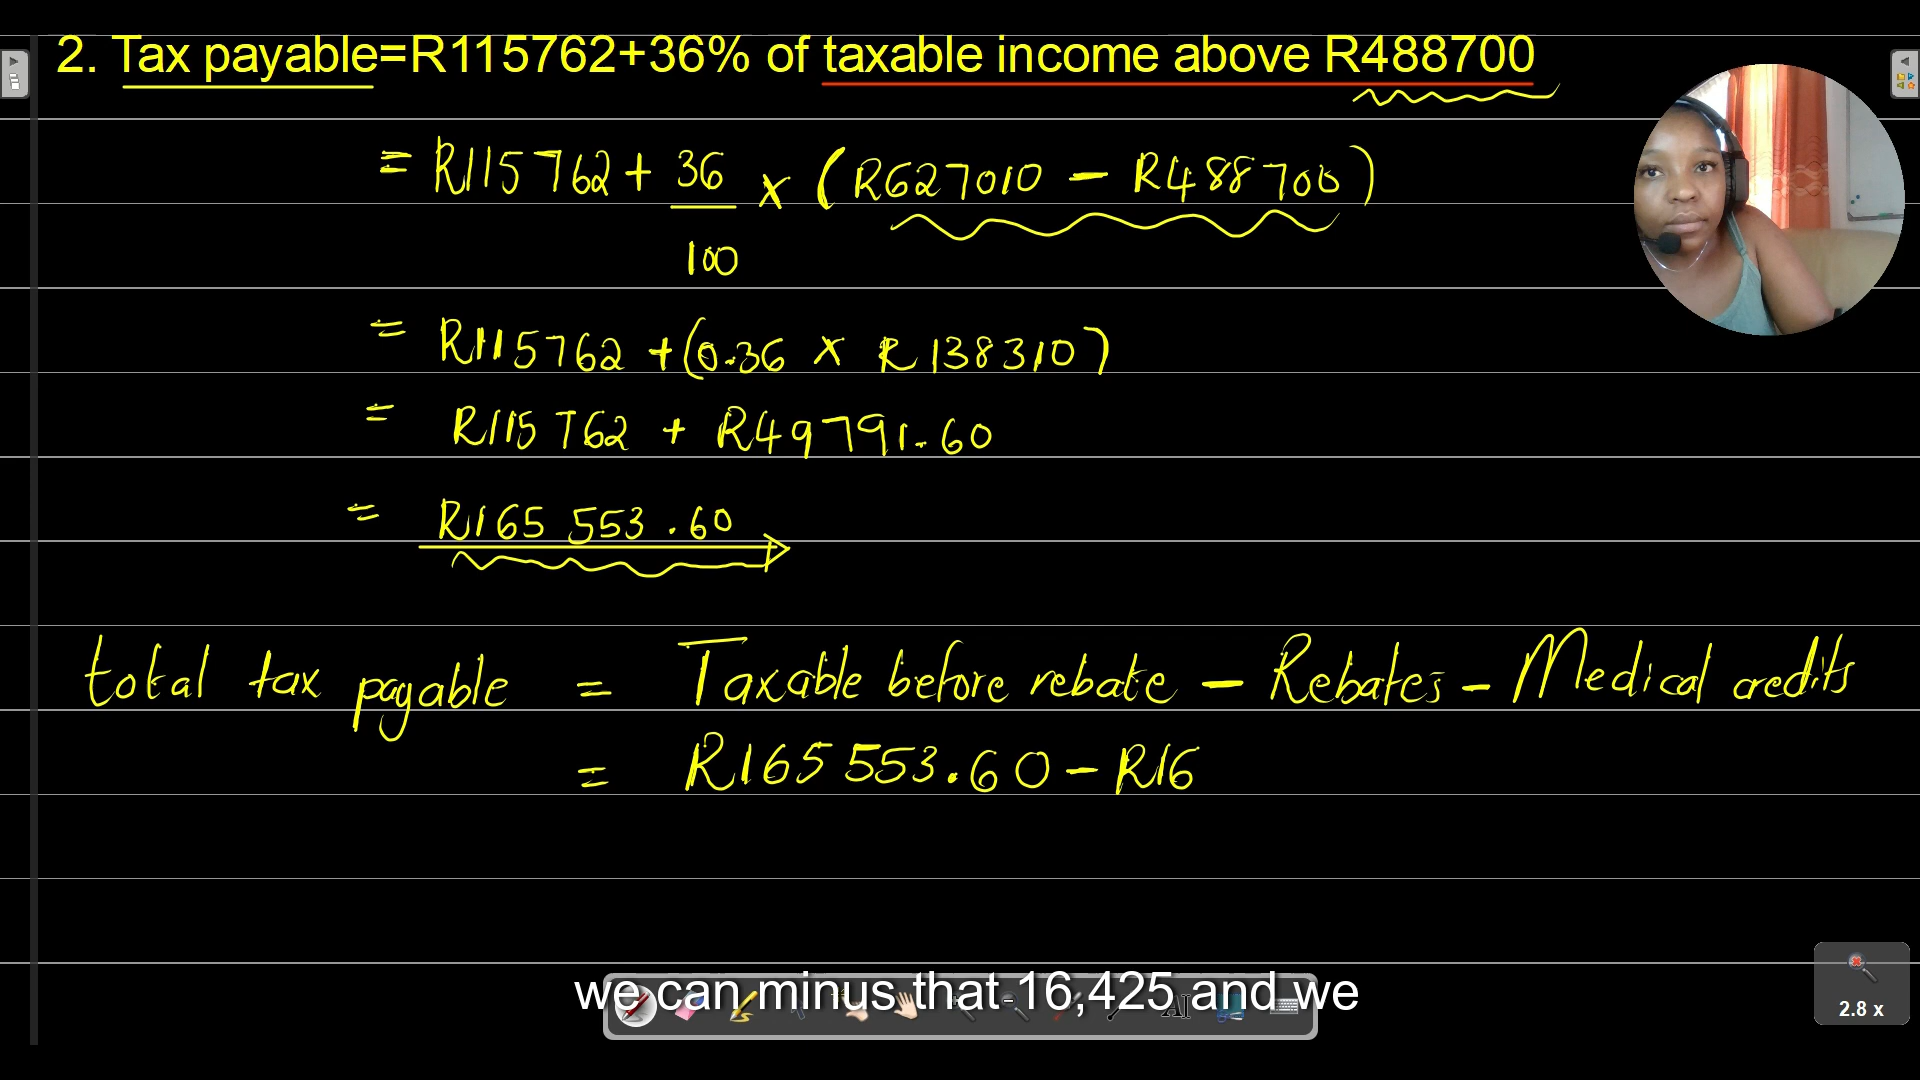 2. Tax payable=R115762+36% of taxable income above R488700
= R115762 + 36/100 × (R627010 - R488700)
= R115762 + (0.36 × R138310)
= R115762 + R49791.60
= R165 553.60
total tax payable = Taxable before rebate - Rebates - Medical credits
= R165 553.60 - R16
we can minus that 16,425 and we
AI
2.8 x